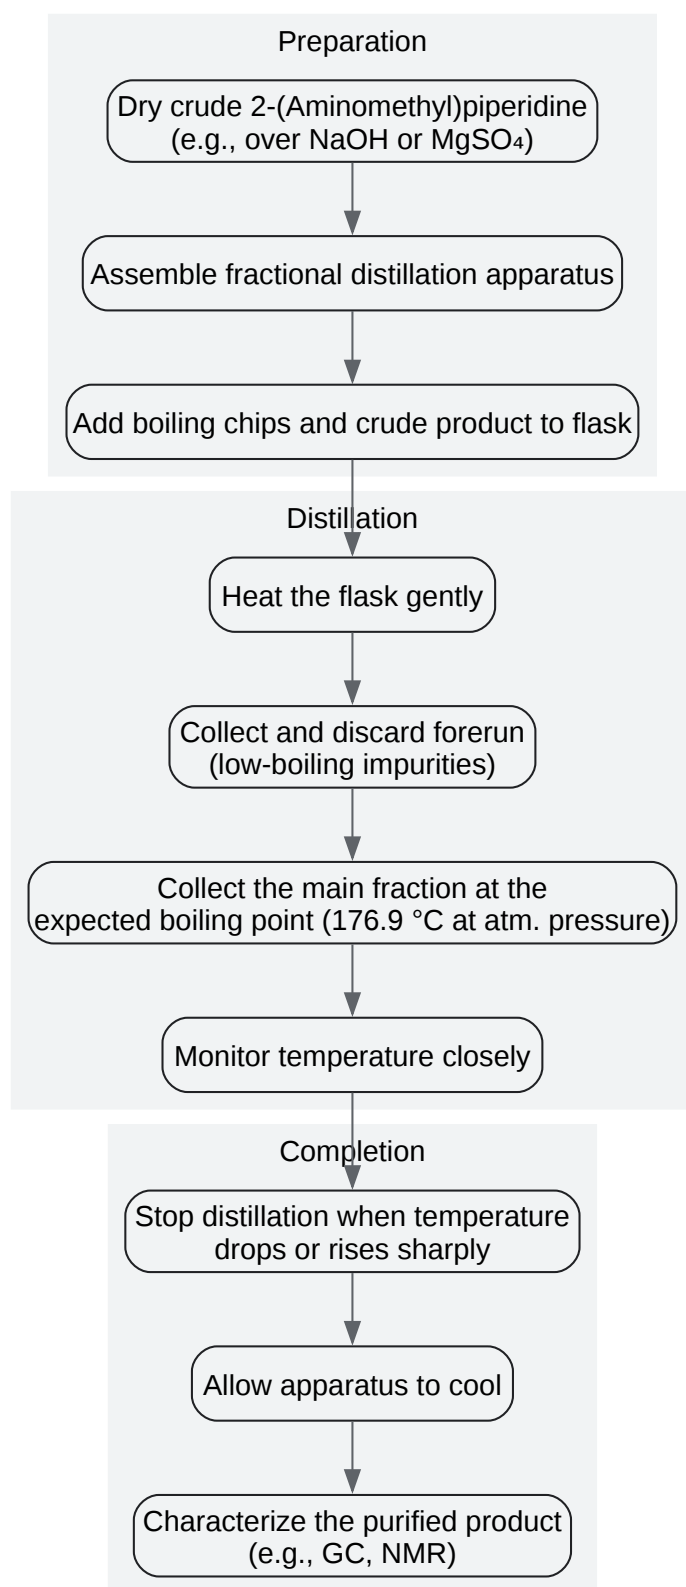 Preparation
Dry crude 2-(Aminomethyl)piperidine
(e.g., over NaOH or MgSO₄)
Assemble fractional distillation apparatus
Add boiling chips and crude product to flask
Distillation
Heat the flask gently
Collect and discard forerun
(low-boiling impurities)
Collect the main fraction at the
expected boiling point (176.9 °C at atm. pressure)
Monitor temperature closely
Completion
Stop distillation when temperature
drops or rises sharply
Allow apparatus to cool
Characterize the purified product
(e.g., GC, NMR)